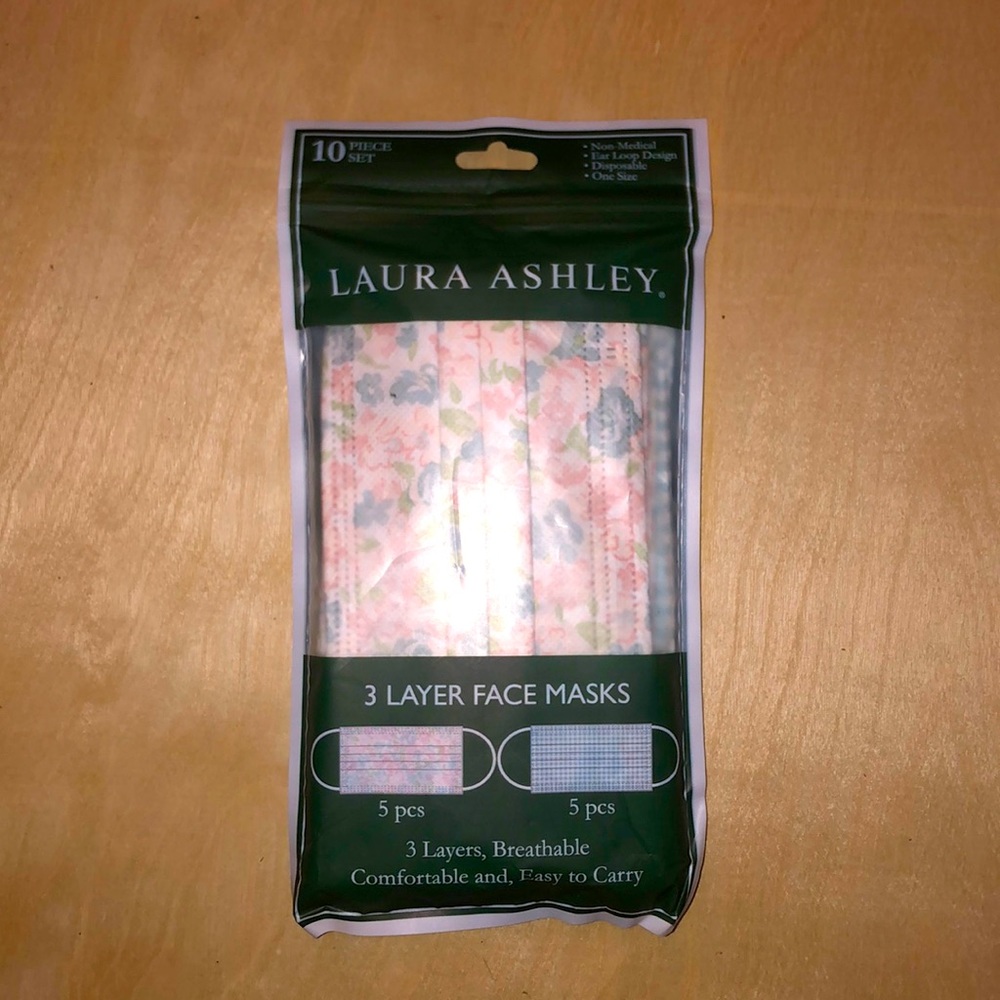 10 PIECE
SET
• Non-Medical
• Ear Loop Design
• Disposable
• One Size
LAURA ASHLEY®
3 LAYER FACE MASKS
5 pcs
5 pcs
3 Layers, Breathable
Comfortable and, Easy to Carry